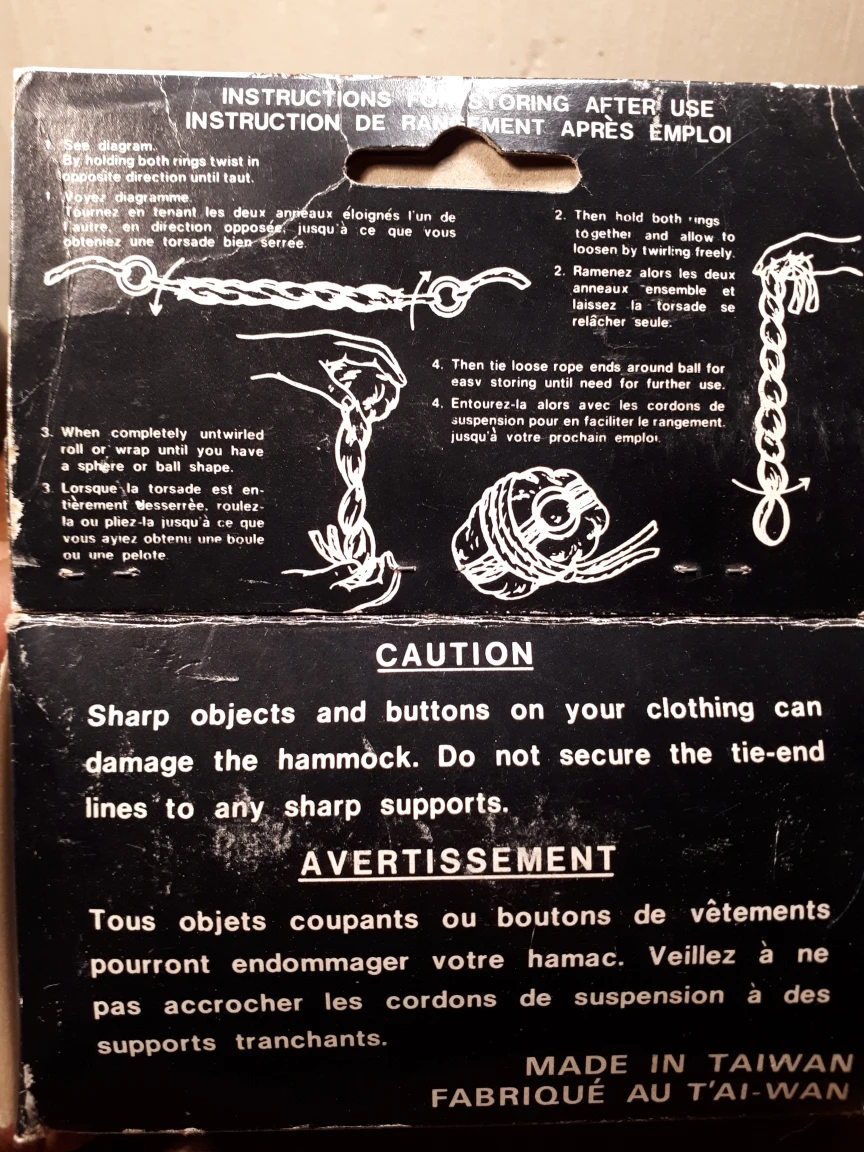 INSTRUCTIONS FOR STORING AFTER USE
INSTRUCTION DE RANGEMENT APRÈS EMPLOI
1. See diagram.
By holding both rings twist in
opposite direction until taut.
1. Voyez diagramme.
Tournez en tenant les deux anneaux éloignés l'un de
l'autre, en direction opposée, jusqu'à ce que vous
obteniez une torsade bien serrée.
2. Then hold both rings
together and allow to
loosen by twirling freely.
2. Ramenez alors les deux
anneaux ensemble et
laissez la torsade se
relâcher seule.
3. When completely untwirled
roll or wrap until you have
a sphere or ball shape.
3. Lorsque la torsade est en-
tièrement desserrée, roulez-
la ou pliez-la jusqu'à ce que
vous ayiez obtenu une boule
ou une pelote.
4. Then tie loose rope ends around ball for
easy storing until need for further use.
4. Entourez-la alors avec les cordons de
suspension pour en faciliter le rangement.
jusqu'à votre prochain emploi.
CAUTION
Sharp objects and buttons on your clothing can
damage the hammock. Do not secure the tie-end
lines to any sharp supports.
AVERTISSEMENT
Tous objets coupants ou boutons de vêtements
pourront endommager votre hamac. Veillez à ne
pas accrocher les cordons de suspension à des
supports tranchants.
MADE IN TAIWAN
FABRIQUÉ AU T'AI-WAN